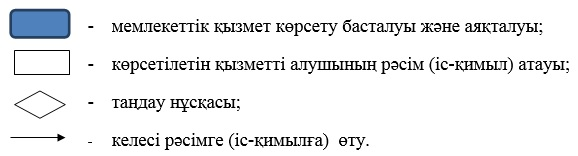 - мемлекеттік қызмет көрсету басталуы және аяқталуы;
- көрсетілетін қызметті алушының рәсім (іс-қимыл) атауы;
- таңдау нұсқасы;
- келесі рәсімге (іс-қимылға) өту.